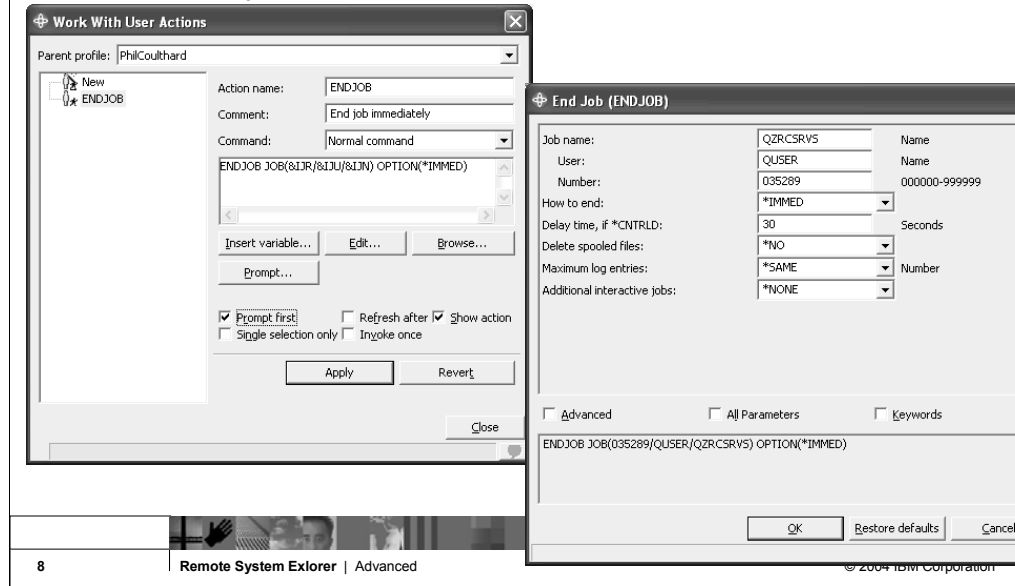 Work With User Actions
Parent profile: PhilCoulthard
New
ENDJOB
Action name: ENDJOB
Comment: End job immediately
Command: Normal command
ENDJOB JOB(&IJR/&IJU/&IJN) OPTION(*IMMED)
Insert variable... Edit... Browse...
Prompt...
Prompt first Refresh after Show action
Single selection only Invoke once
Apply Revert
Close
End Job (ENDJOB)
Job name: QZRCSRVS Name
User: QUSER Name
Number: 035289 000000-999999
How to end: *IMMED
Delay time, if *CNTRLD: 30 Seconds
Delete spooled files: *NO
Maximum log entries: *SAME Number
Additional interactive jobs: *NONE
Advanced All Parameters Keywords
ENDJOB JOB(035289/QUSER/QZRCSRVS) OPTION(*IMMED)
OK Restore defaults Cancel
8 Remote System Exlorer | Advanced © 2004 IBM Corporation